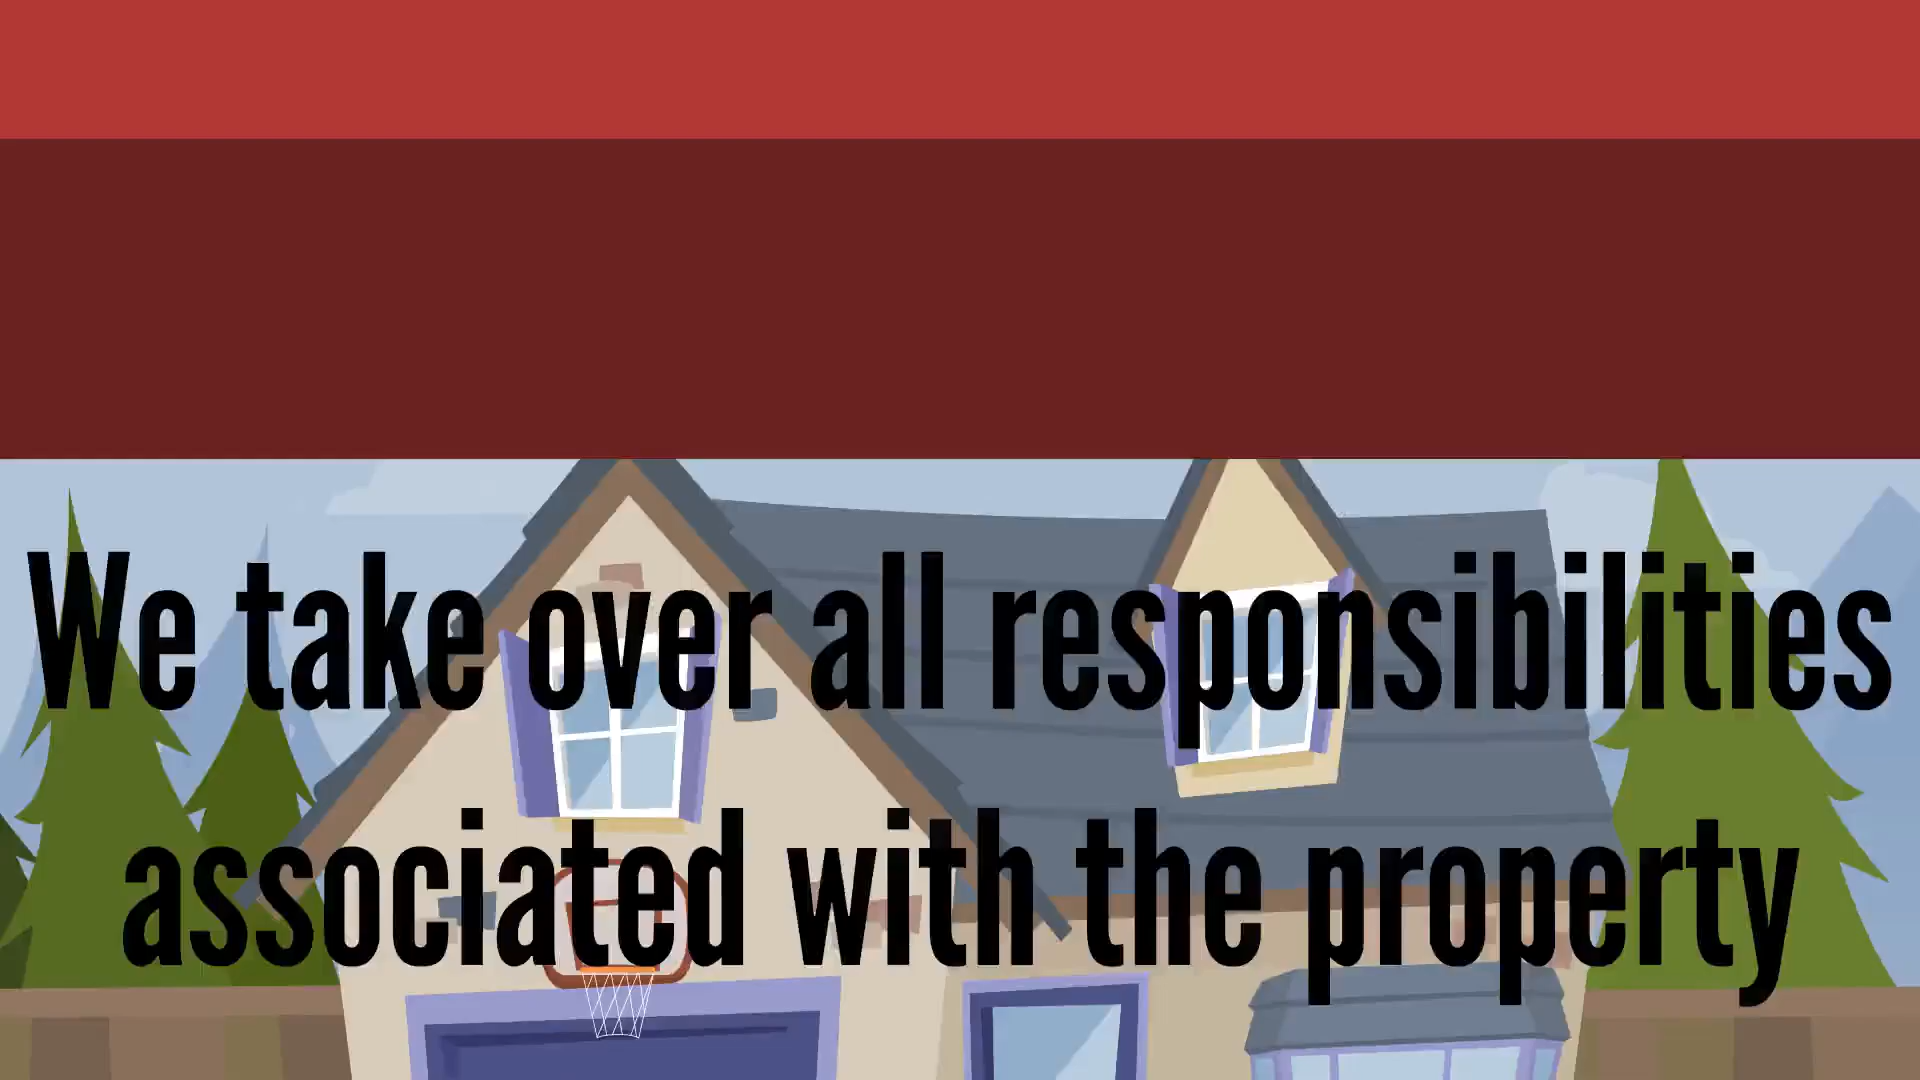 We take over all responsibilities
associated with the property